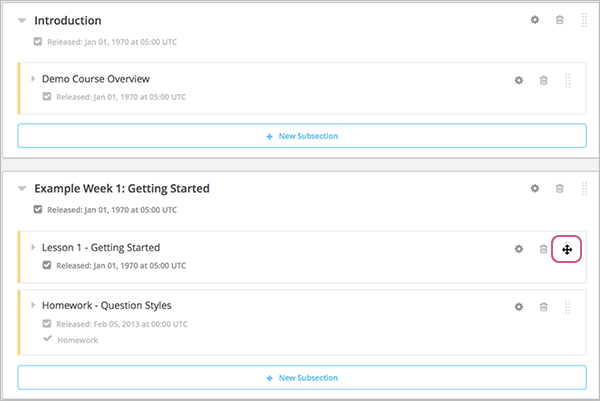 Introduction
Released: Jan 01, 1970 at 05:00 UTC
Demo Course Overview
Released: Jan 01, 1970 at 05:00 UTC
+ New Subsection
Example Week 1: Getting Started
Released: Jan 01, 1970 at 05:00 UTC
Lesson 1 - Getting Started
Released: Jan 01, 1970 at 05:00 UTC
Homework - Question Styles
Released: Feb 05, 2013 at 00:00 UTC
Homework
+ New Subsection